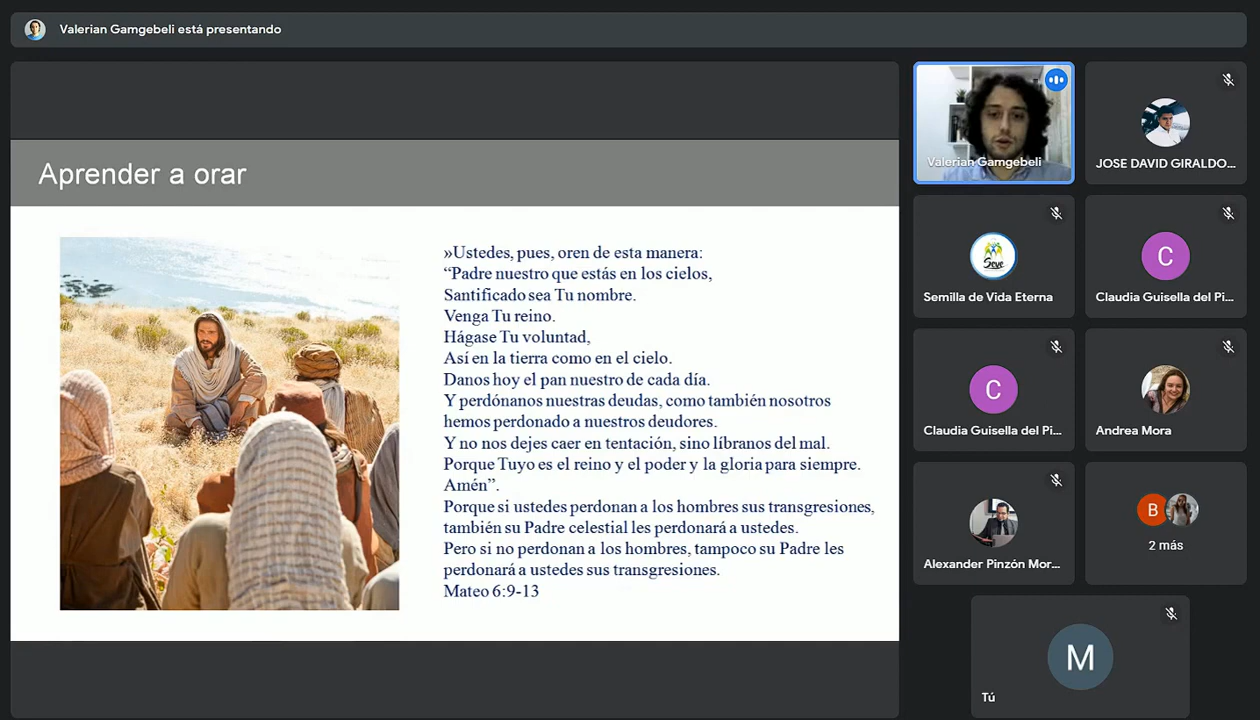 Valerian Gamgebeli está presentando
Aprender a orar
»Ustedes, pues, oren de esta manera:
“Padre nuestro que estás en los cielos,
Santificado sea Tu nombre.
Venga Tu reino.
Hágase Tu voluntad,
Así en la tierra como en el cielo.
Danos hoy el pan nuestro de cada día.
Y perdónanos nuestras deudas, como también nosotros
hemos perdonado a nuestros deudores.
Y no nos dejes caer en tentación, sino líbranos del mal.
Porque Tuyo es el reino y el poder y la gloria para siempre.
Amén”.
Porque si ustedes perdonan a los hombres sus transgresiones,
también su Padre celestial les perdonará a ustedes.
Pero si no perdonan a los hombres, tampoco su Padre les
perdonará a ustedes sus transgresiones.
Mateo 6:9-13
Valerian Gamgebeli
JOSE DAVID GIRALDO...
Seve
Semilla de Vida Eterna
C
Claudia Guisella del Pi...
C
Claudia Guisella del Pi...
Andrea Mora
Alexander Pinzón Mor...
B
2 más
M
Tú